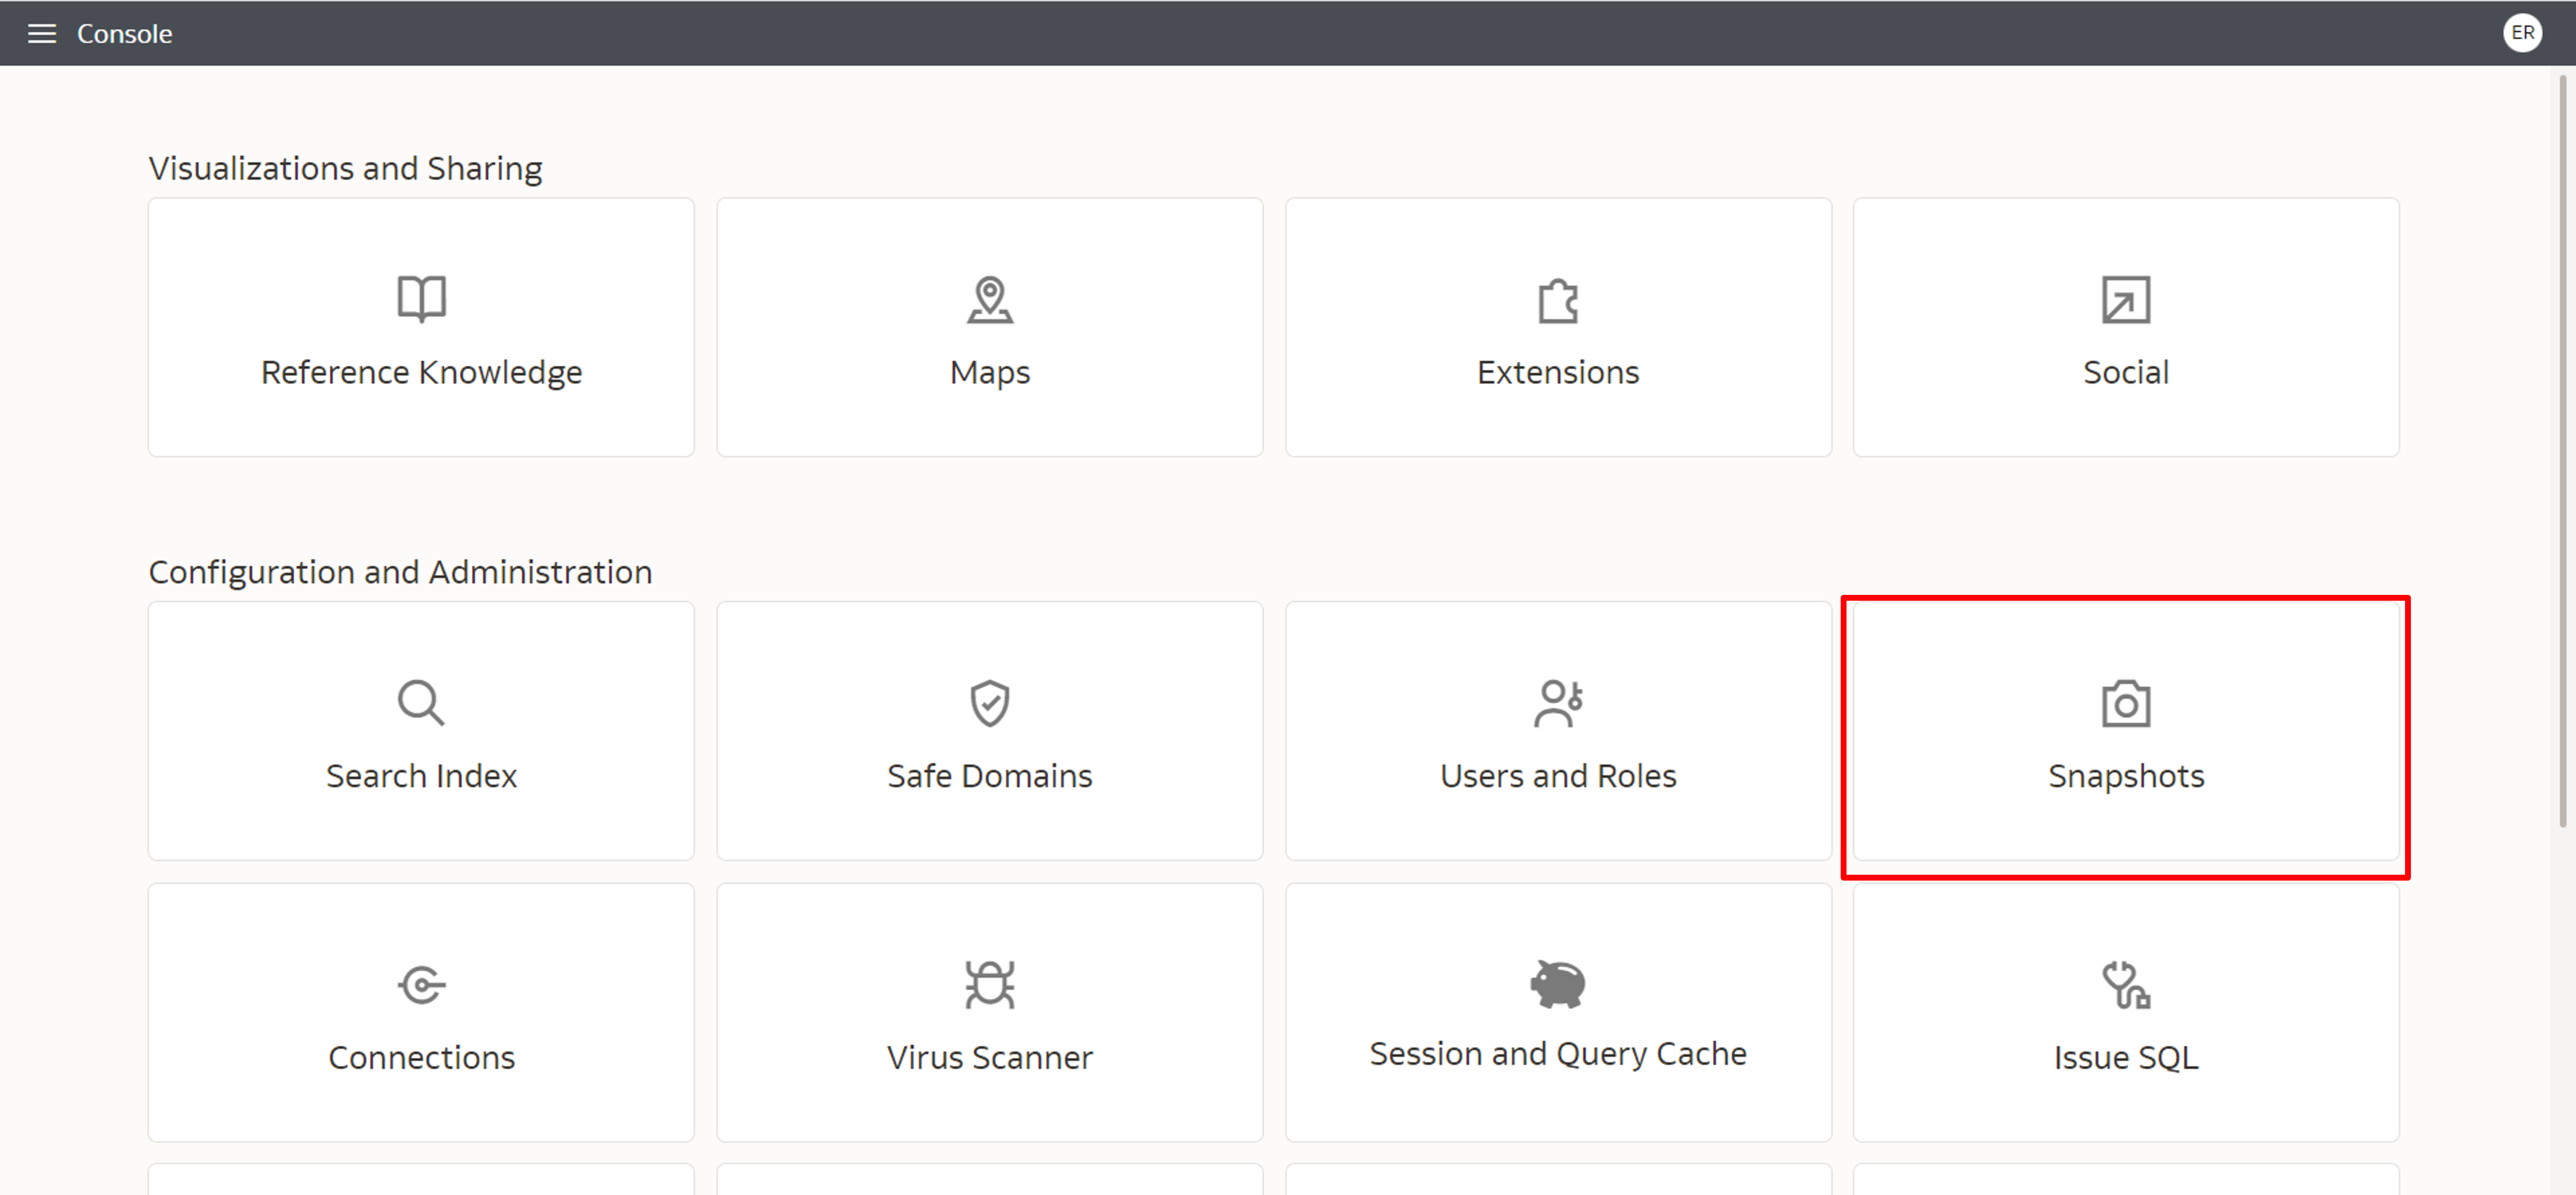 Console
ER
Visualizations and Sharing
Reference Knowledge
Maps
Extensions
Social
Configuration and Administration
Search Index
Safe Domains
Users and Roles
Snapshots
Connections
Virus Scanner
Session and Query Cache
Issue SQL